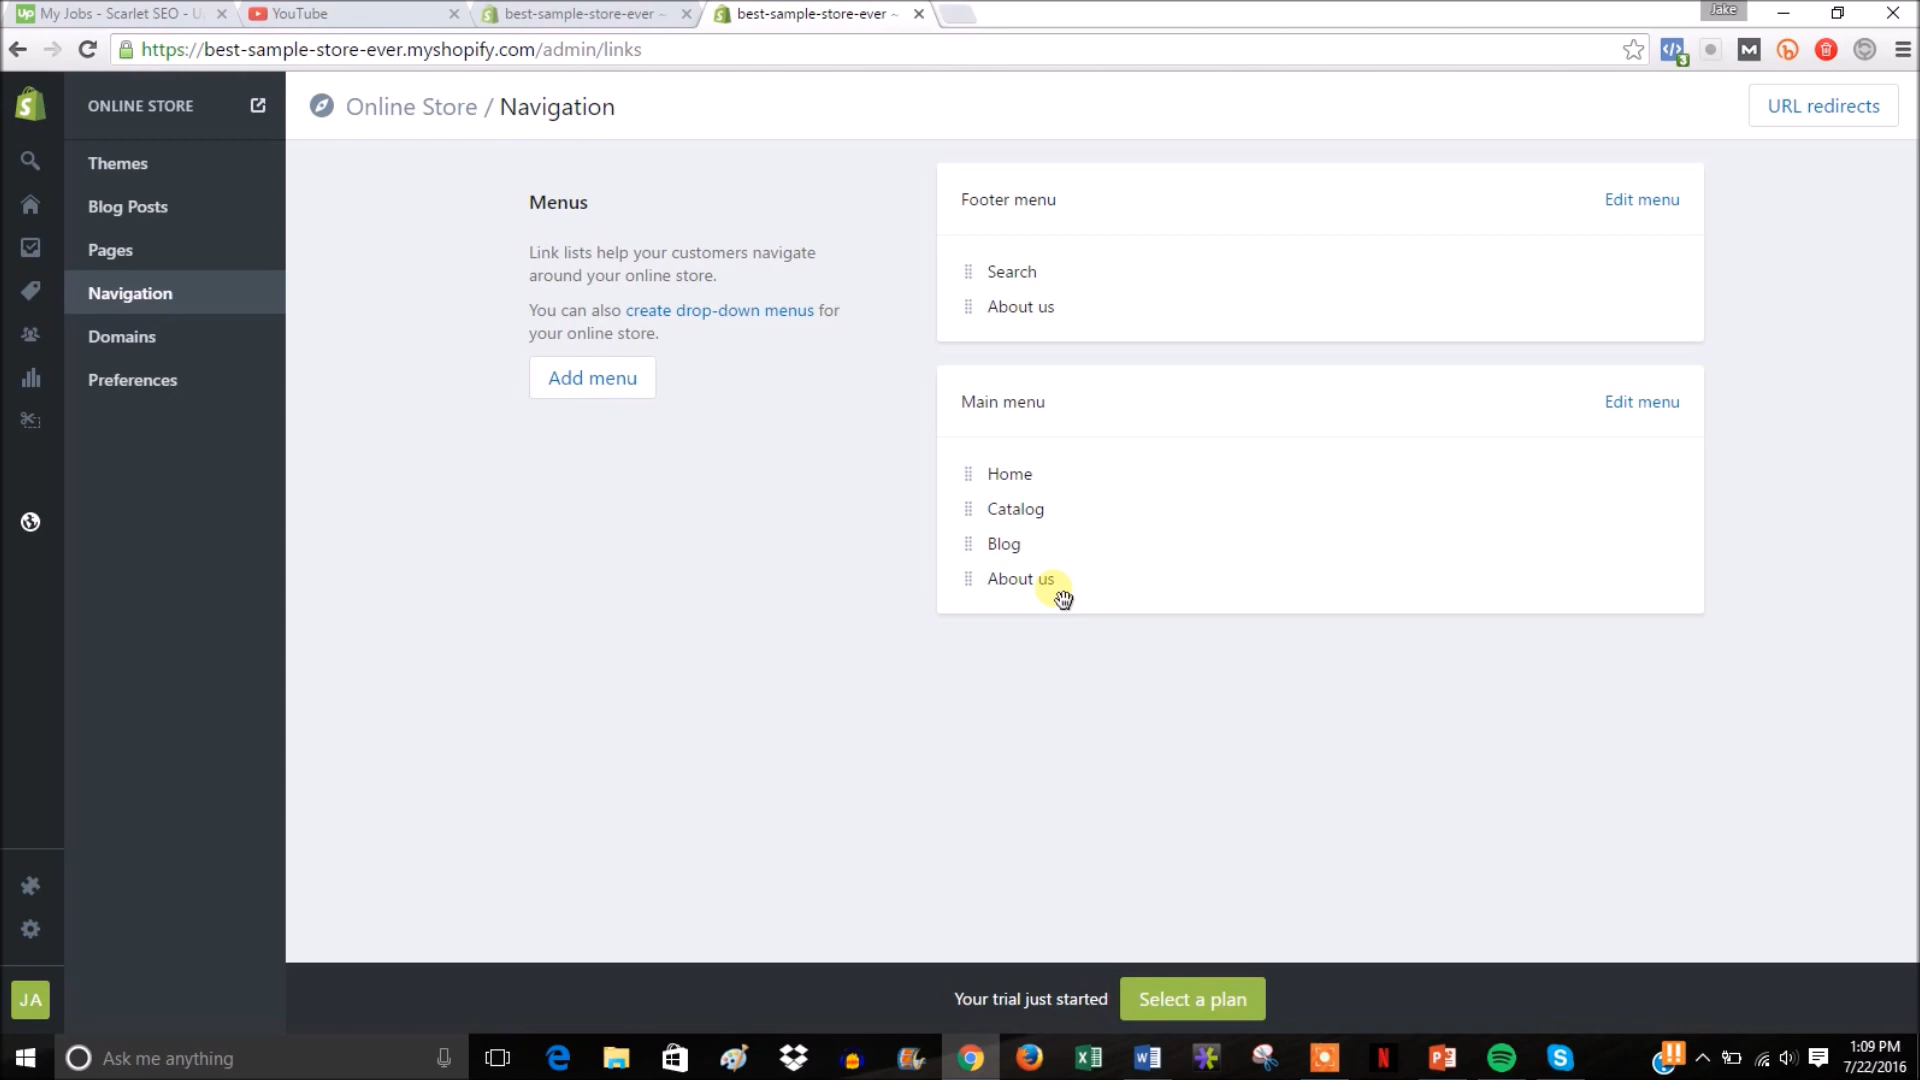 Up My Jobs - Scarlet SEO - U
YouTube
best-sample-store-ever ~
best-sample-store-ever ~
Jake
https://best-sample-store-ever.myshopify.com/admin/links
3
M
ONLINE STORE
Online Store / Navigation
URL redirects
Themes
Blog Posts
Pages
Navigation
Domains
Preferences
Menus
Link lists help your customers navigate
around your online store.
You can also create drop-down menus for
your online store.
Add menu
Footer menu
Edit menu
Search
About us
Main menu
Edit menu
Home
Catalog
Blog
About us
JA
Your trial just started
Select a plan
Ask me anything
1:09 PM
7/22/2016